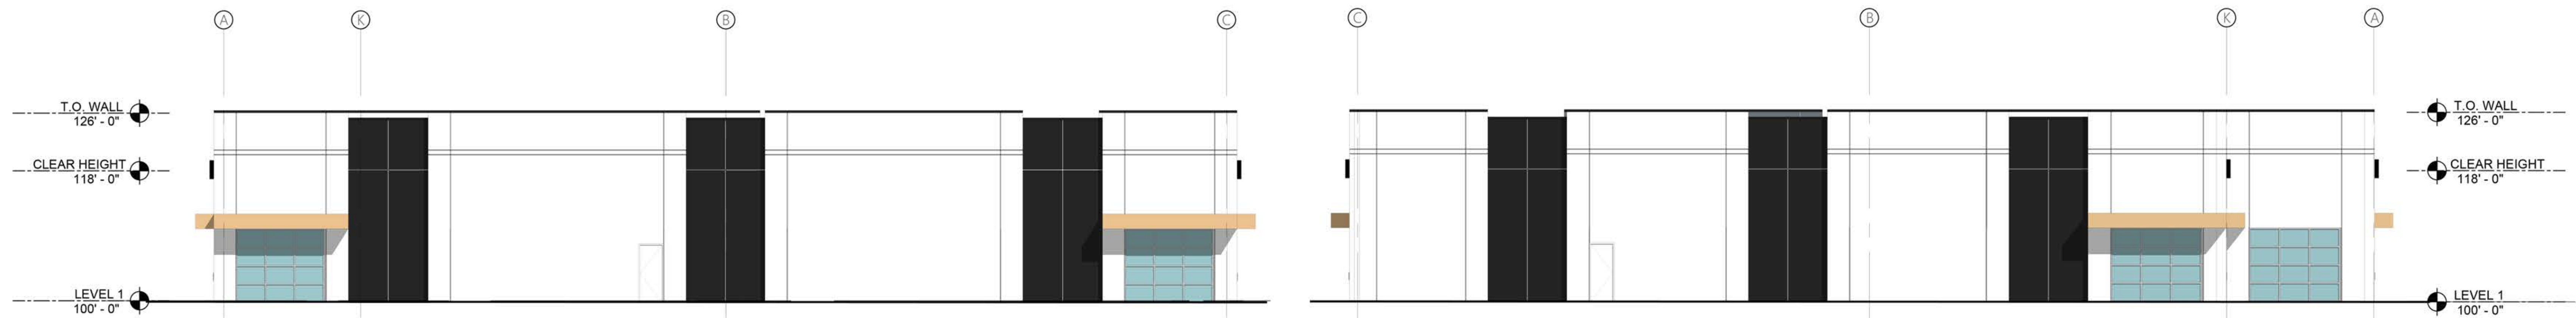 A K B C
T.O. WALL
126' - 0"
CLEAR HEIGHT
118' - 0"
LEVEL 1
100' - 0"
C B K A
T.O. WALL
126' - 0"
CLEAR HEIGHT
118' - 0"
LEVEL 1
100' - 0"